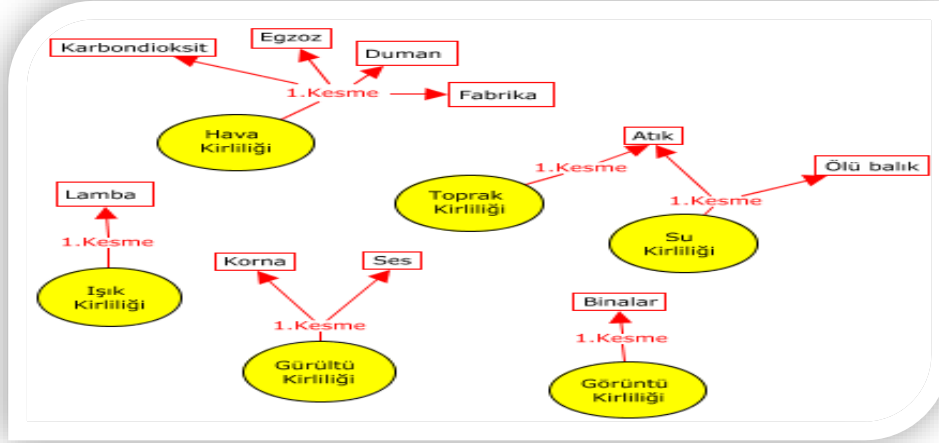 Karbondioksit
Egzoz
Duman
1.Kesme
Fabrika
Hava
Kirliliği
Atık
1.Kesme
Ölü balık
Toprak
Kirliliği
1.Kesme
Su
Kirliliği
Lamba
1.Kesme
Işık
Kirliliği
Korna
Ses
1.Kesme
Gürültü
Kirliliği
Binalar
1.Kesme
Görüntü
Kirliliği